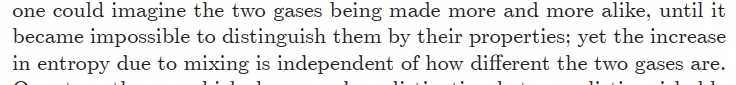 one could imagine the two gases being made more and more alike, until it
became impossible to distinguish them by their properties; yet the increase
in entropy due to mixing is independent of how different the two gases are.